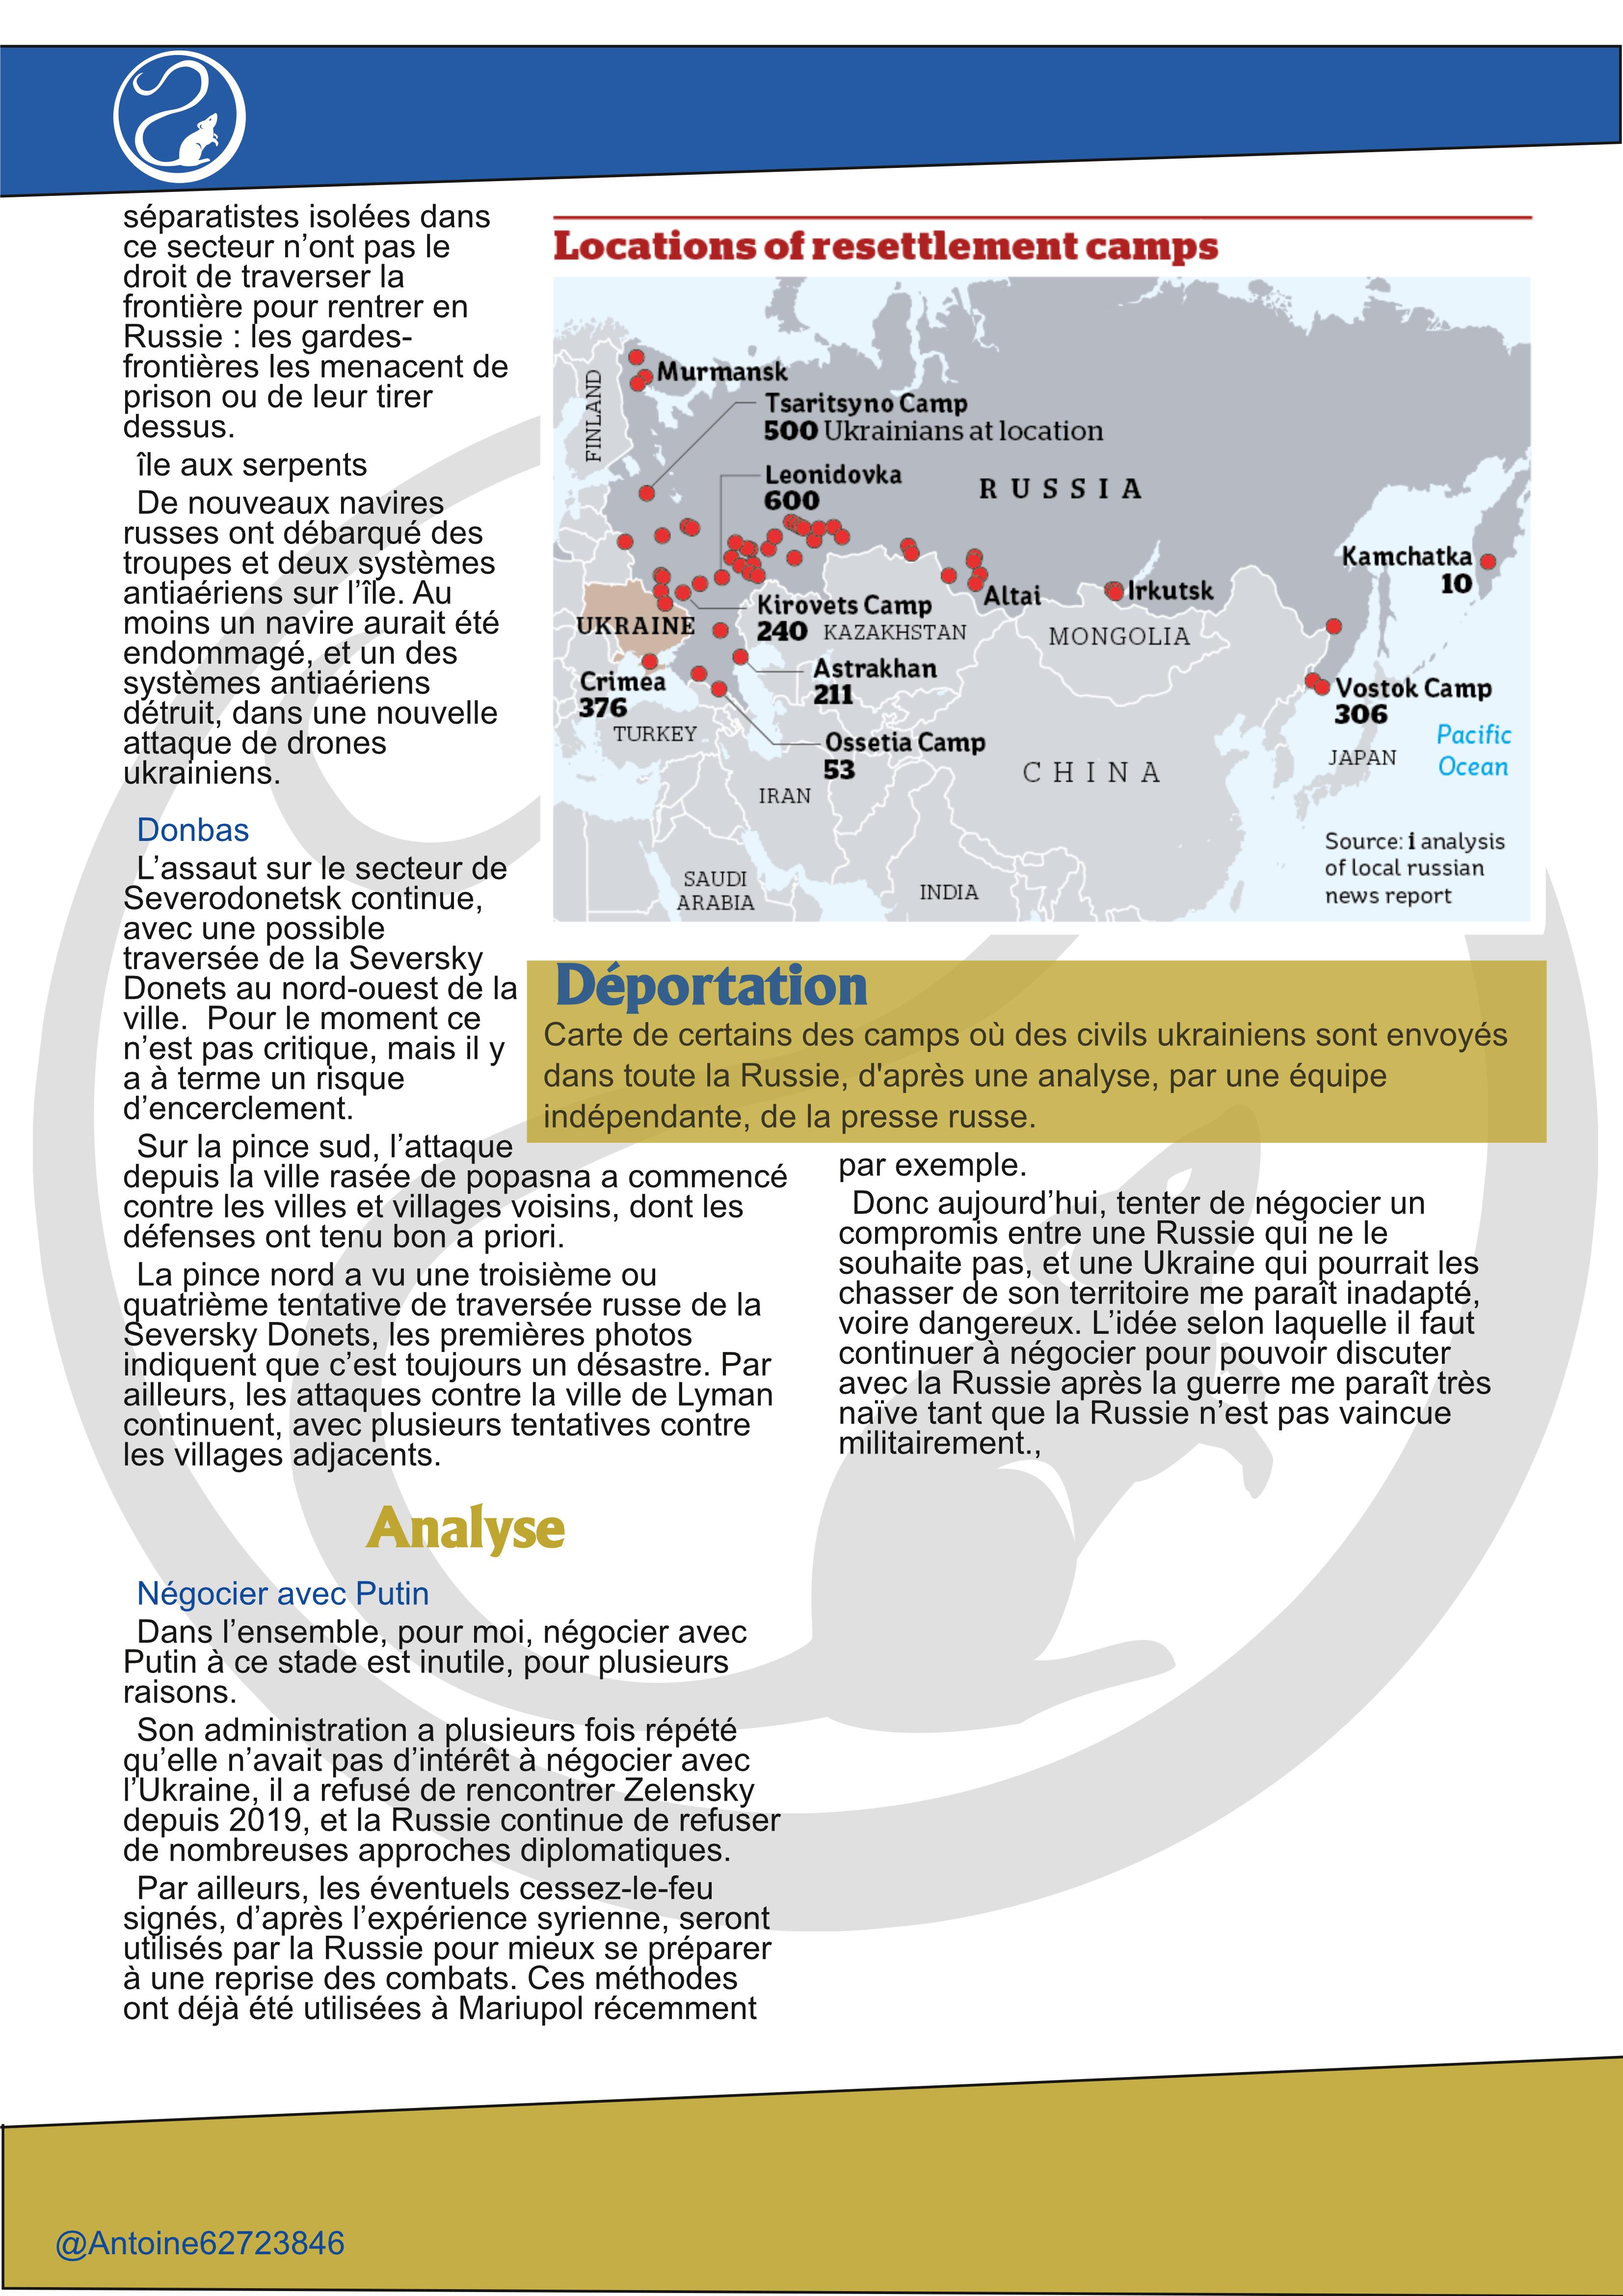 séparatistes isolées dans
ce secteur n’ont pas le
droit de traverser la
frontière pour rentrer en
Russie : les gardes-
frontières les menacent de
prison ou de leur tirer
dessus.
île aux serpents
De nouveaux navires
russes ont débarqué des
troupes et deux systèmes
antiaériens sur l’île. Au
moins un navire aurait été
endommagé, et un des
systèmes antiaériens
détruit, dans une nouvelle
attaque de drones
ukrainiens.
Donbas
L’assaut sur le secteur de
Severodonetsk continue,
avec une possible
traversée de la Seversky
Donets au nord-ouest de la
ville.  Pour le moment ce
n’est pas critique, mais il y
a à terme un risque
d’encerclement.
Sur la pince sud, l’attaque
depuis la ville rasée de popasna a commencé
contre les villes et villages voisins, dont les
défenses ont tenu bon a priori.
La pince nord a vu une troisième ou
quatrième tentative de traversée russe de la
Seversky Donets, les premières photos
indiquent que c’est toujours un désastre. Par
ailleurs, les attaques contre la ville de Lyman
continuent, avec plusieurs tentatives contre
les villages adjacents.
Analyse
Négocier avec Putin
Dans l’ensemble, pour moi, négocier avec
Putin à ce stade est inutile, pour plusieurs
raisons.
Son administration a plusieurs fois répété
qu’elle n’avait pas d’intérêt à négocier avec
l’Ukraine, il a refusé de rencontrer Zelensky
depuis 2019, et la Russie continue de refuser
de nombreuses approches diplomatiques.
Par ailleurs, les éventuels cessez-le-feu
signés, d’après l’expérience syrienne, seront
utilisés par la Russie pour mieux se préparer
à une reprise des combats. Ces méthodes
ont déjà été utilisées à Mariupol récemment
Locations of resettlement camps
FINLAND
Murmansk
Tsaritsyno Camp
500 Ukrainians at location
Leonidovka
600
RUSSIA
Kamchatka
10
Altai
Irkutsk
UKRAINE
Kirovets Camp
240
KAZAKHSTAN
MONGOLIA
Crimea
376
Astrakhan
211
Vostok Camp
306
TURKEY
Ossetia Camp
53
IRAN
CHINA
JAPAN
Pacific
Ocean
SAUDI
ARABIA
INDIA
Source: i analysis
of local russian
news report
Déportation
Carte de certains des camps où des civils ukrainiens sont envoyés
dans toute la Russie, d'après une analyse, par une équipe
indépendante, de la presse russe.
par exemple.
Donc aujourd’hui, tenter de négocier un
compromis entre une Russie qui ne le
souhaite pas, et une Ukraine qui pourrait les
chasser de son territoire me paraît inadapté,
voire dangereux. L’idée selon laquelle il faut
continuer à négocier pour pouvoir discuter
avec la Russie après la guerre me paraît très
naïve tant que la Russie n’est pas vaincue
militairement.,
@Antoine62723846